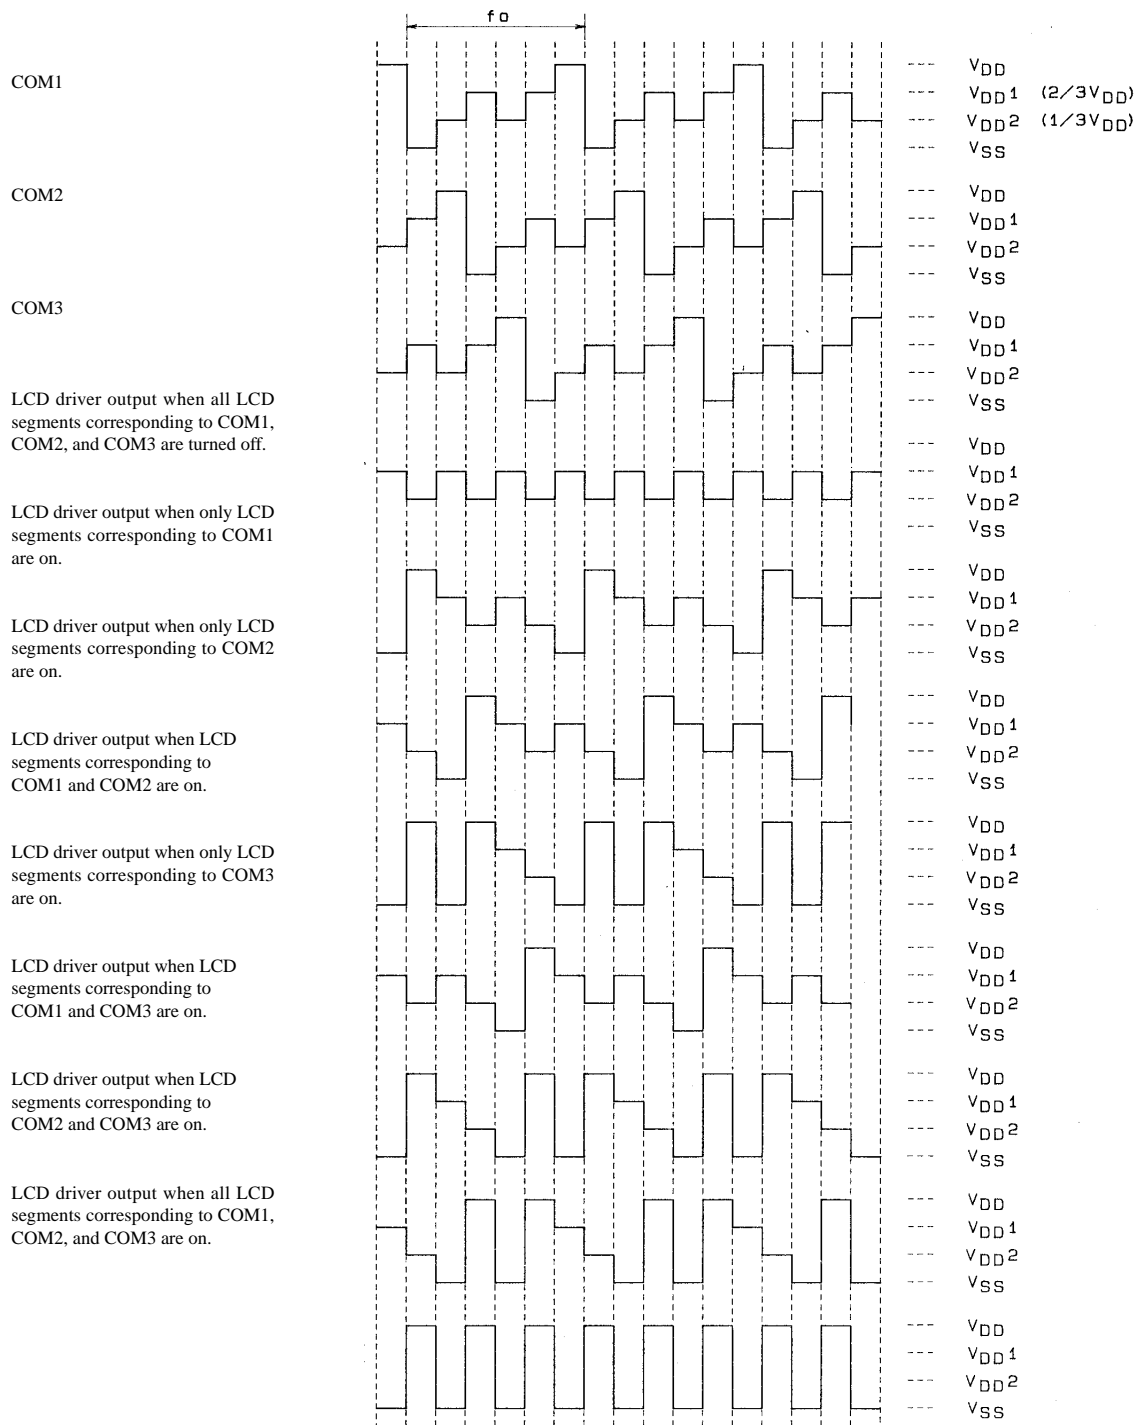 fo
COM1
VDD
VDD1 (2/3VDD)
VDD2 (1/3VDD)
VSS
COM2
VDD
VDD1
VDD2
VSS
COM3
VDD
VDD1
VDD2
VSS
LCD driver output when all LCD
segments corresponding to COM1,
COM2, and COM3 are turned off.
VDD
VDD1
VDD2
VSS
LCD driver output when only LCD
segments corresponding to COM1
are on.
VDD
VDD1
VDD2
VSS
LCD driver output when only LCD
segments corresponding to COM2
are on.
VDD
VDD1
VDD2
VSS
LCD driver output when LCD
segments corresponding to
COM1 and COM2 are on.
VDD
VDD1
VDD2
VSS
LCD driver output when only LCD
segments corresponding to COM3
are on.
VDD
VDD1
VDD2
VSS
LCD driver output when LCD
segments corresponding to
COM1 and COM3 are on.
VDD
VDD1
VDD2
VSS
LCD driver output when LCD
segments corresponding to
COM2 and COM3 are on.
VDD
VDD1
VDD2
VSS
LCD driver output when all LCD
segments corresponding to COM1,
COM2, and COM3 are on.
VDD
VDD1
VDD2
VSS